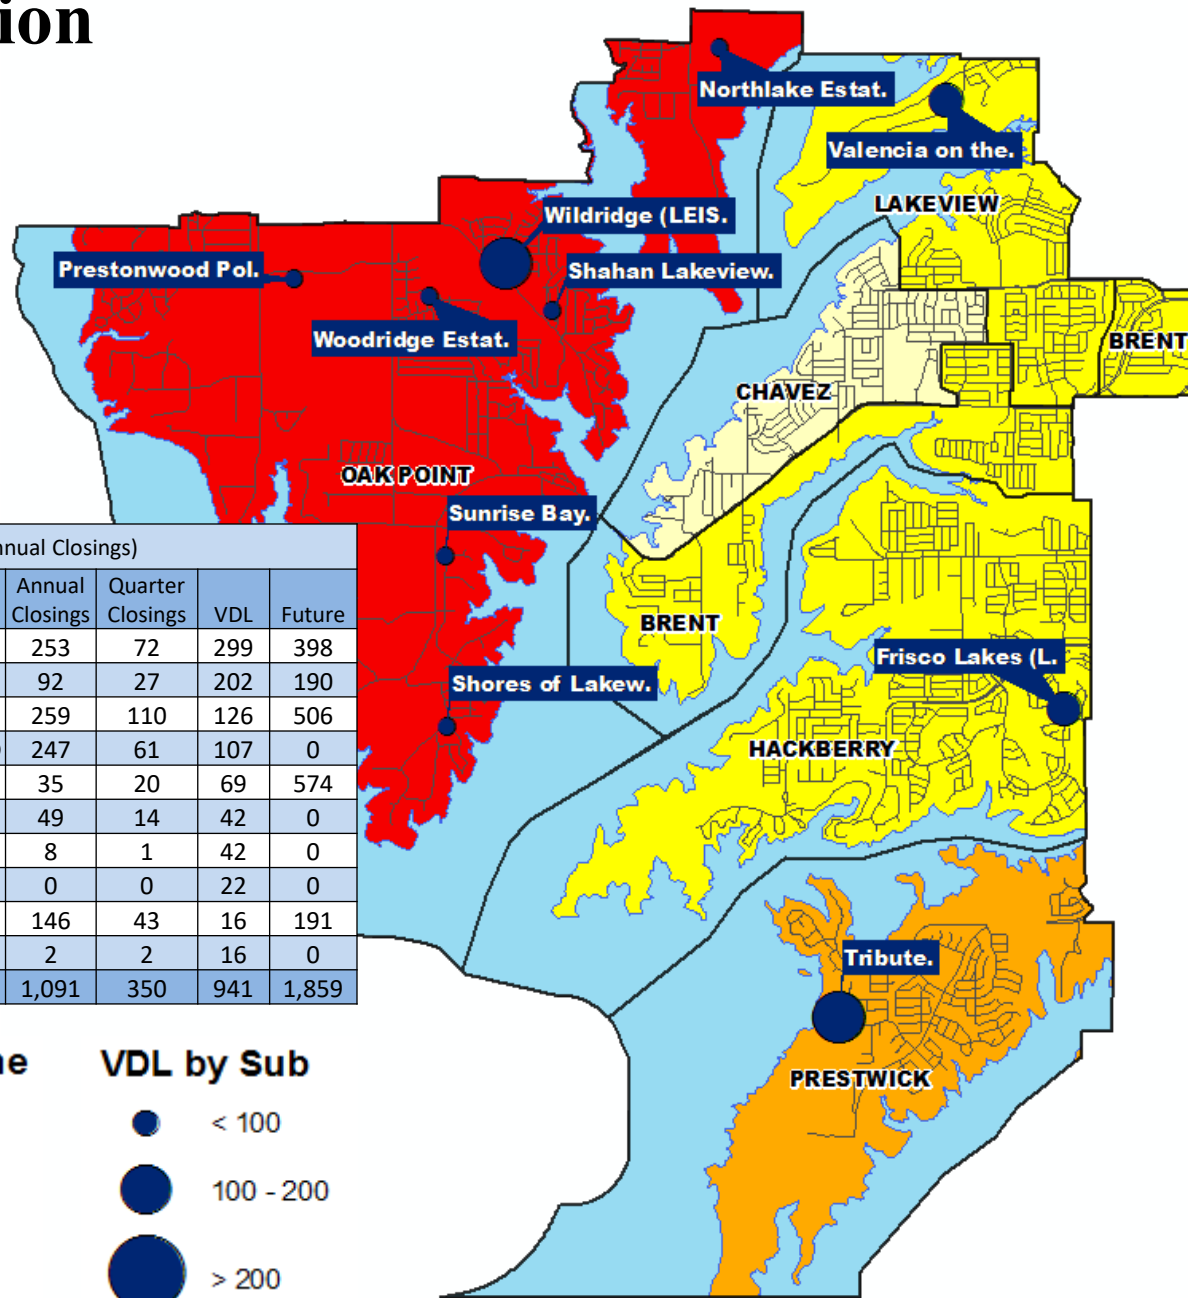 ion
Northlake Estat.
Valencia on the.
LAKEVIEW
Wildridge (LEIS.
Prestonwood Pol.
Shahan Lakeview.
Woodridge Estat.
BRENT
CHAVEZ
OAK POINT
Sunrise Bay.
BRENT
Frisco Lakes (L.
Shores of Lakew.
HACKBERRY
Tribute.
PRESTWICK
nnual Closings)
Annual Closings Quarter Closings VDL Future
253 72 299 398
92 27 202 190
259 110 126 506
247 61 107 0
35 20 69 574
49 14 42 0
8 1 42 0
0 0 22 0
146 43 16 191
2 2 16 0
1,091 350 941 1,859
ne
VDL by Sub
< 100
100 - 200
> 200